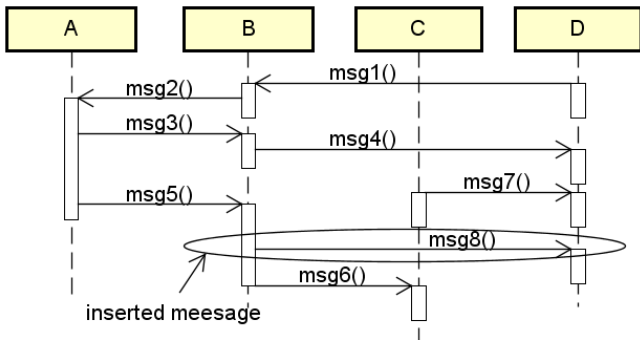 A B C D
msg1()
msg2()
msg3()
msg4()
msg7()
msg5()
msg8()
msg6()
inserted meesage